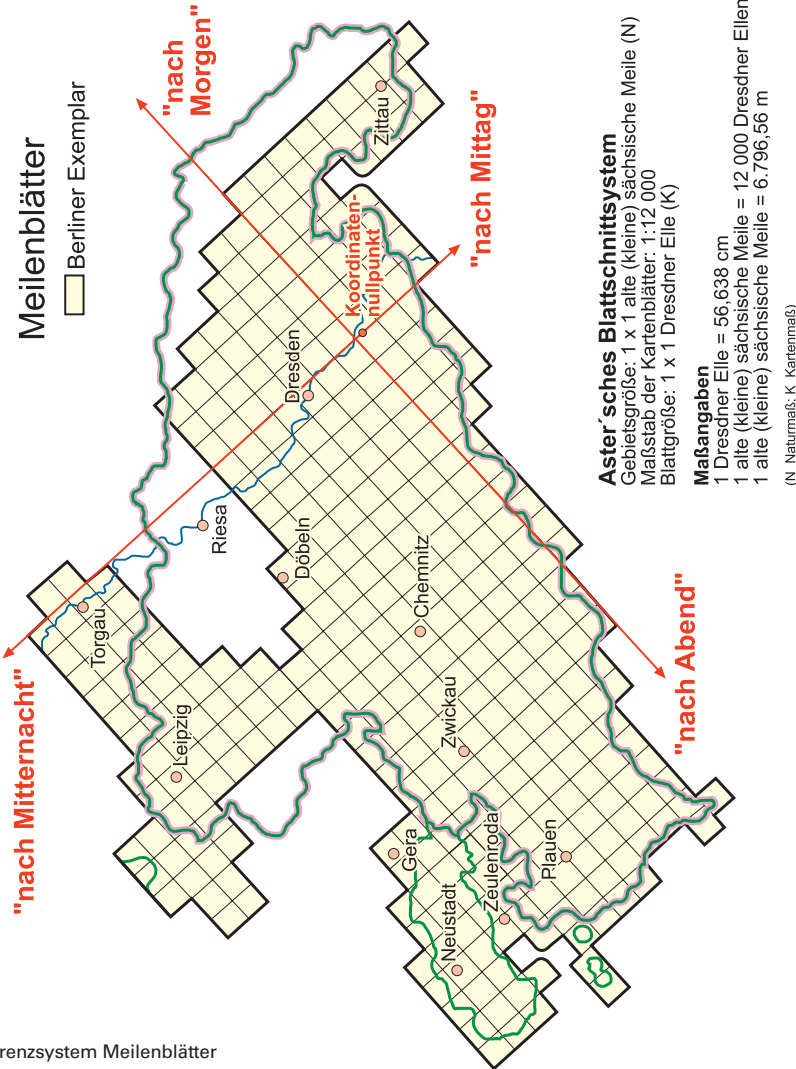 Meilenblätter
Berliner Exemplar
"nach Mitternacht"
"nach
Morgen"
"nach Mittag"
"nach Abend"
Koordinaten-
nullpunkt
Torgau
Riesa
Dresden
Zittau
Döbeln
Leipzig
Chemnitz
Zwickau
Gera
Zeulenroda
Neustadt
Plauen
Aster´sches Blattschnittsystem
Gebietsgröße: 1 x 1 alte (kleine) sächsische Meile (N)
Maßstab der Kartenblätter: 1:12 000
Blattgröße: 1 x 1 Dresdner Elle (K)
Maßangaben
1 Dresdner Elle = 56,638 cm
1 alte (kleine) sächsische Meile = 12 000 Dresdner Ellen
1 alte (kleine) sächsische Meile = 6.796,56 m
(N Naturmaß; K Kartenmaß)
renzsystem Meilenblätter